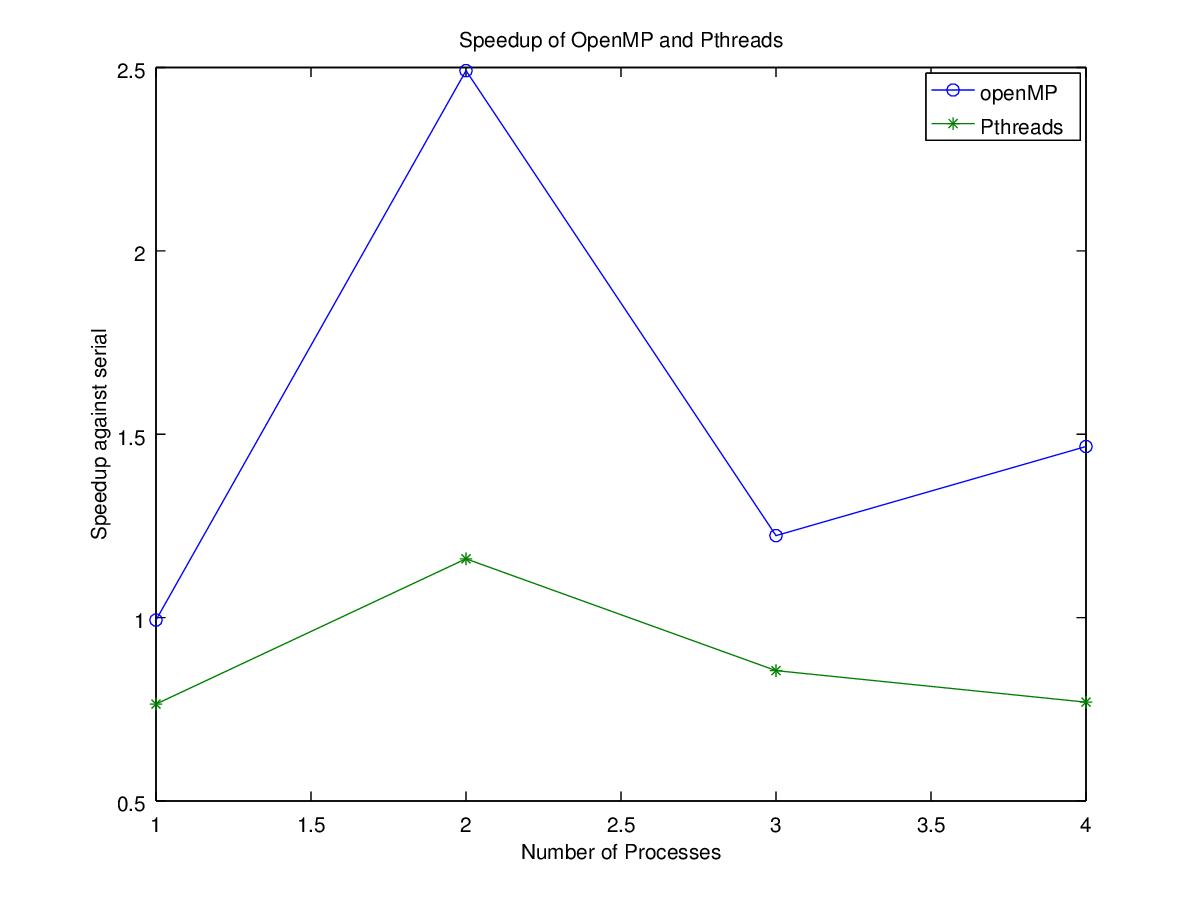 Speedup of OpenMP and Pthreads
2.5
openMP
Pthreads
2
Speedup against serial
1.5
1
0.5
1 1.5 2 2.5 3 3.5 4
Number of Processes